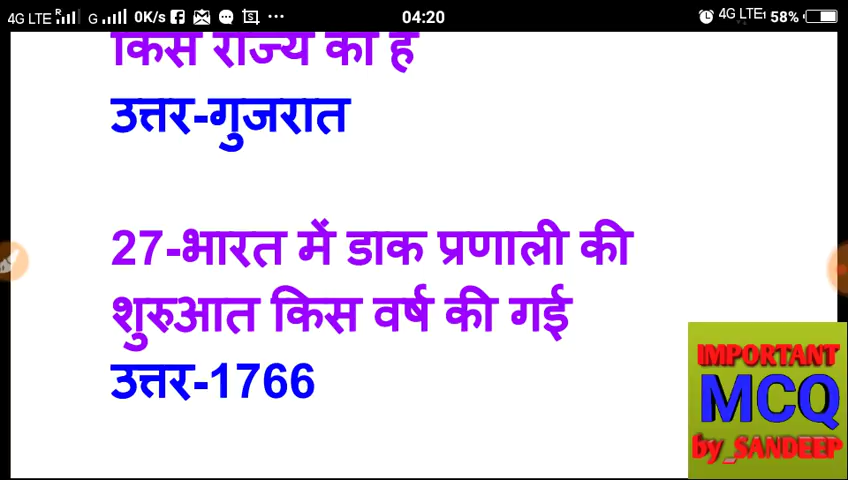 4G LTE R G 0K/s 04:20 4G LTE 58%
किस राज्य का है
उत्तर-गुजरात
27-भारत में डाक प्रणाली की
शुरुआत किस वर्ष की गई
उत्तर-1766
IMPORTANT
MCQ
by_SANDEEP